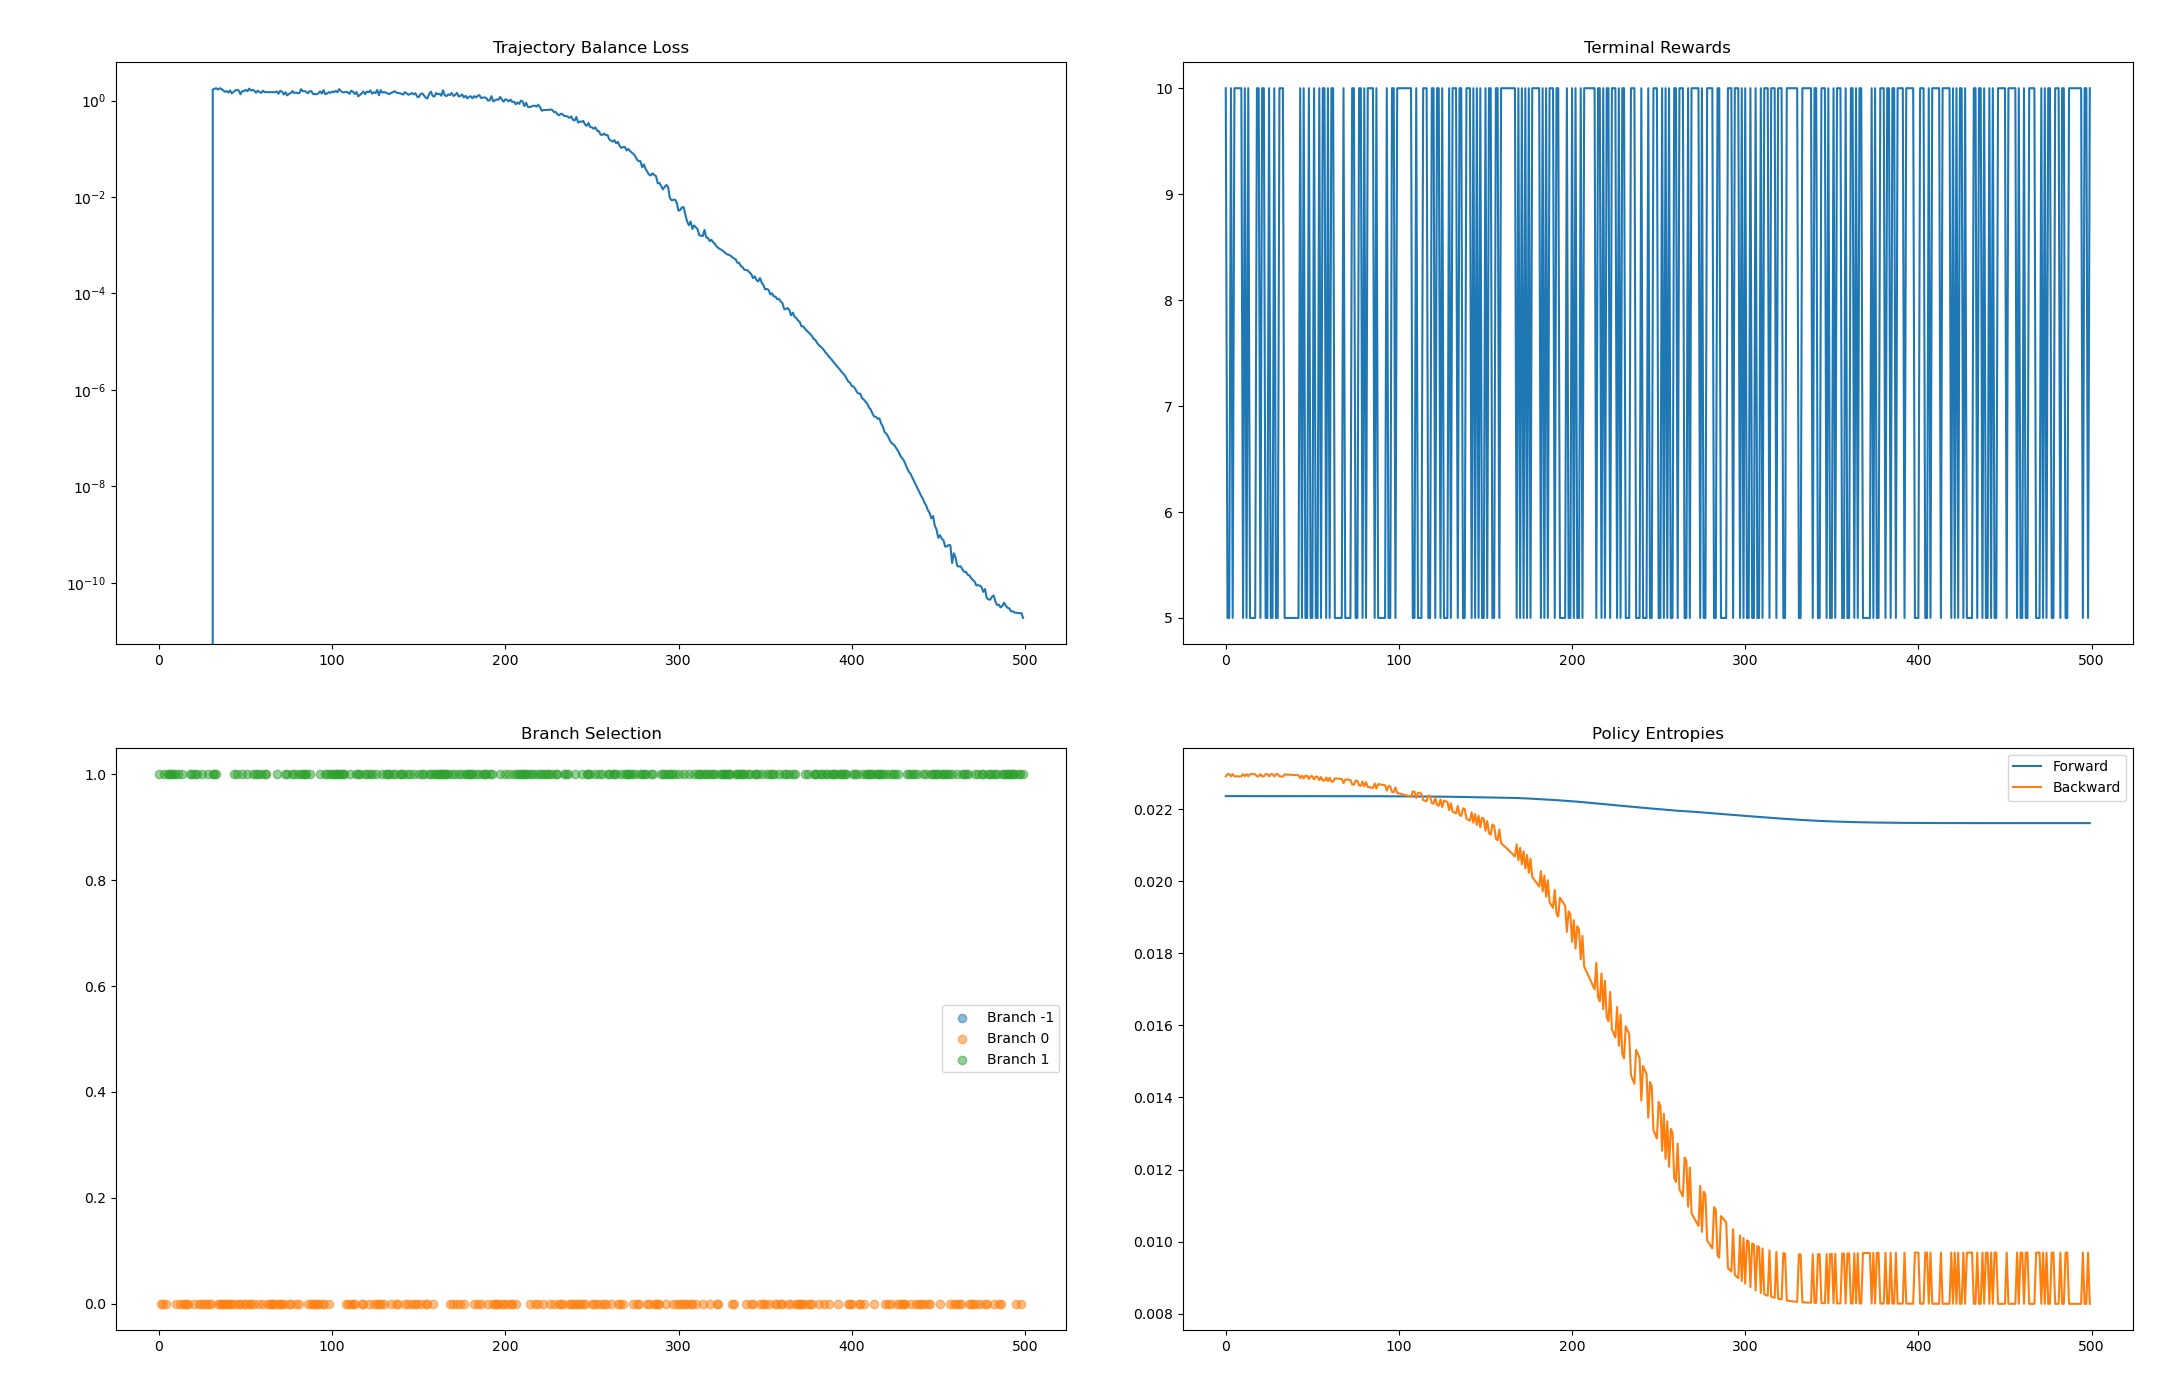 Trajectory Balance Loss
10⁰
10⁻²
10⁻⁴
10⁻⁶
10⁻⁸
10⁻¹⁰
0 100 200 300 400 500
Terminal Rewards
10
9
8
7
6
5
0 100 200 300 400 500
Branch Selection
1.0
0.8
0.6
0.4
0.2
0.0
Branch -1
Branch 0
Branch 1
0 100 200 300 400 500
Policy Entropies
Forward
Backward
0.022
0.020
0.018
0.016
0.014
0.012
0.010
0.008
0 100 200 300 400 500